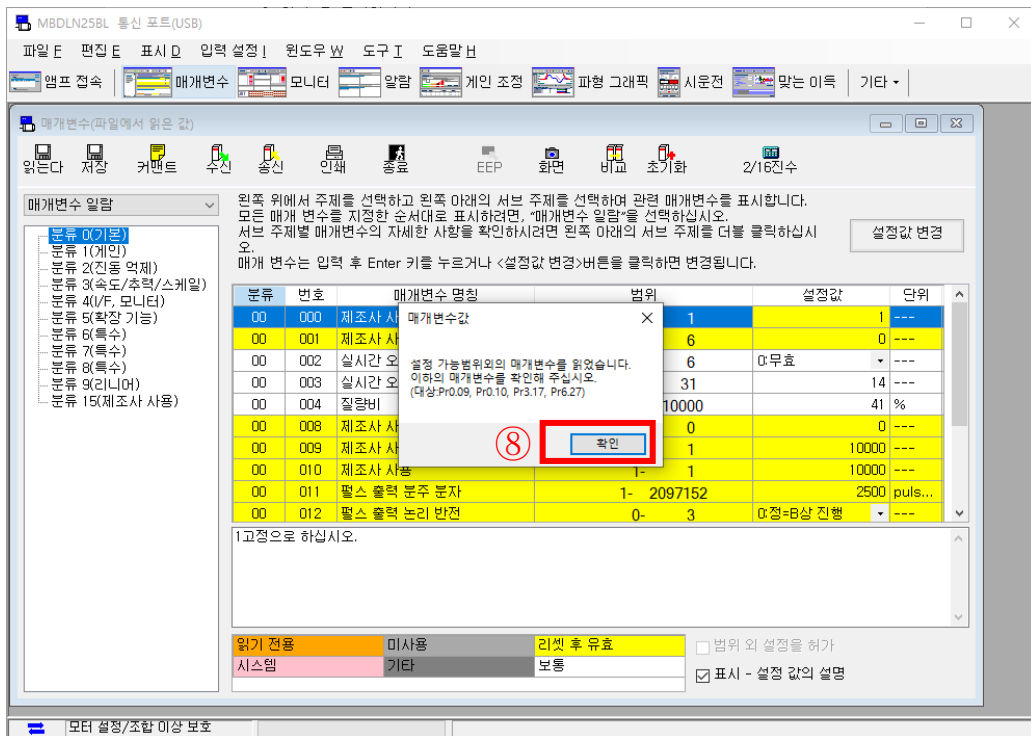 MBDLN25BL 통신 포트(USB)
파일 F 편집 E 표시 D 입력 설정 I 윈도우 W 도구 T 도움말 H
앰프 접속 매개변수 모니터 알람 게인 조정 파형 그래픽 시운전 맞는 이득 기타
매개변수(파일에서 읽은 값)
읽는다 저장 커맨트 수신 송신 인쇄 종료 EEP 화면 비교 초기화 2/16진수
매개변수 일람
왼쪽 위에서 주제를 선택하고 왼쪽 아래의 서브 주제를 선택하여 관련 매개변수를 표시합니다.
모든 매개 변수를 지정한 순서대로 표시하려면, "매개변수 일람"을 선택하십시오.
서브 주제별 매개변수의 자세한 사항을 확인하시려면 왼쪽 아래의 서브 주제를 더블 클릭하십시
오.
매개 변수는 입력 후 Enter 키를 누르거나 <설정값 변경>버튼을 클릭하면 변경됩니다.
설정값 변경
분류 0(기본)
분류 1(게인)
분류 2(진동 억제)
분류 3(속도/추력/스케일)
분류 4(I/F, 모니터)
분류 5(확장 기능)
분류 6(특수)
분류 7(특수)
분류 8(특수)
분류 9(리니어)
분류 15(제조사 사용)
분류 번호 매개변수 명칭 범위 설정값 단위
00 000 제조사 사 1 1 ---
00 001 제조사 사 6 0 ---
00 002 실시간 오 6 0:무효 ---
00 003 실시간 오 31 14 ---
00 004 질량비 10000 41 %
00 008 제조사 사 0 0 ---
00 009 제조사 사 1 10000 ---
00 010 제조사 사용 1- 1 10000 ---
00 011 펄스 출력 분주 분자 1- 2097152 2500 puls...
00 012 펄스 출력 논리 반전 0- 3 0:정=B상 진행 ---
매개변수값
설정 가능범위외의 매개변수를 읽었습니다.
이하의 매개변수를 확인해 주십시오.
(대상:Pr0.09, Pr0.10, Pr3.17, Pr6.27)
⑧ 확인
1고정으로 하십시오.
읽기 전용 미사용 리셋 후 유효
시스템 기타 보통
범위 외 설정을 허가
표시 - 설정 값의 설명
모터 설정/조합 이상 보호